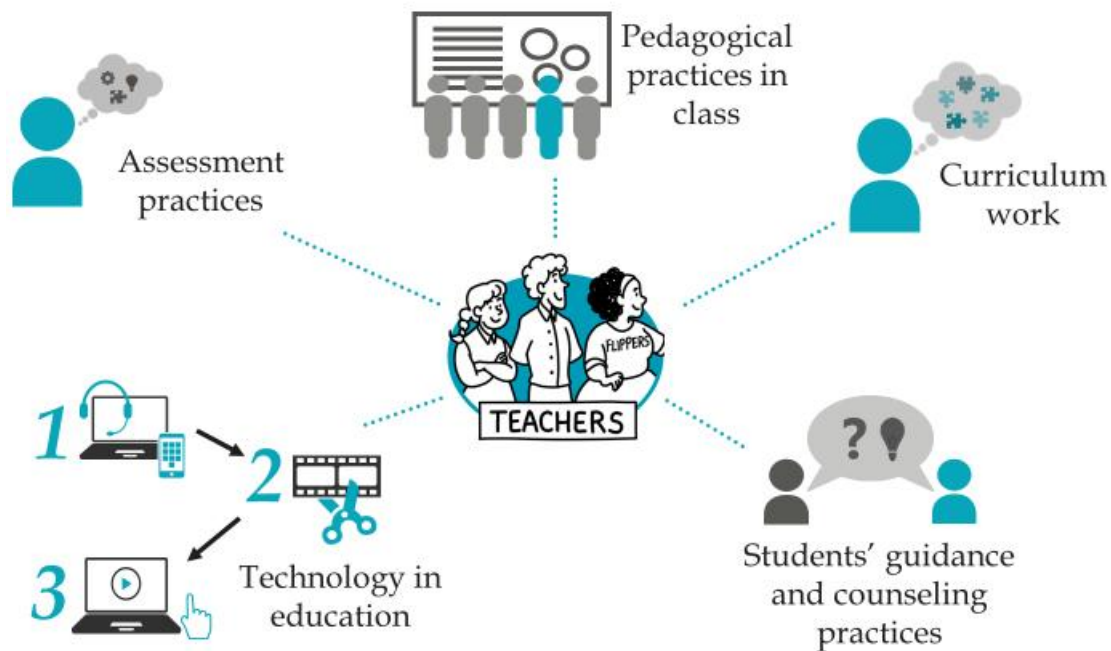 Pedagogical
practices in
class
Assessment
practices
Curriculum
work
FLIPPERS
TEACHERS
1
2
3
Technology in
education
?
Students’ guidance
and counseling
practices